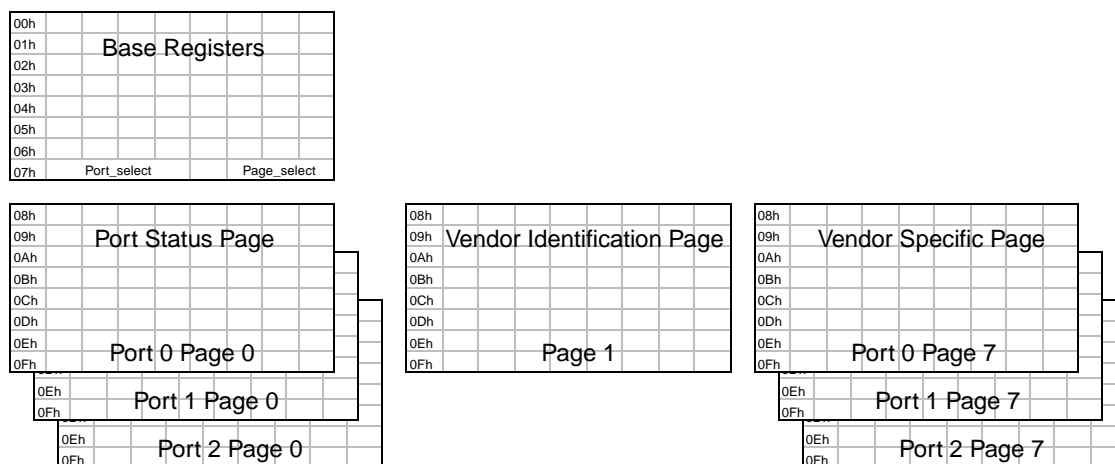 00h
01h Base Registers
02h
03h
04h
05h
06h
07h Port_select Page_select
08h
09h Port Status Page
0Ah
0Bh
0Ch
0Dh
0Eh
0Fh Port 0 Page 0
0Eh
0Fh Port 1 Page 0
0Eh
0Fh Port 2 Page 0
08h
09h Vendor Identification Page
0Ah
0Bh
0Ch
0Dh
0Eh
0Fh Page 1
08h
09h Vendor Specific Page
0Ah
0Bh
0Ch
0Dh
0Eh
0Fh Port 0 Page 7
0Eh
0Fh Port 1 Page 7
0Eh
0Fh Port 2 Page 7